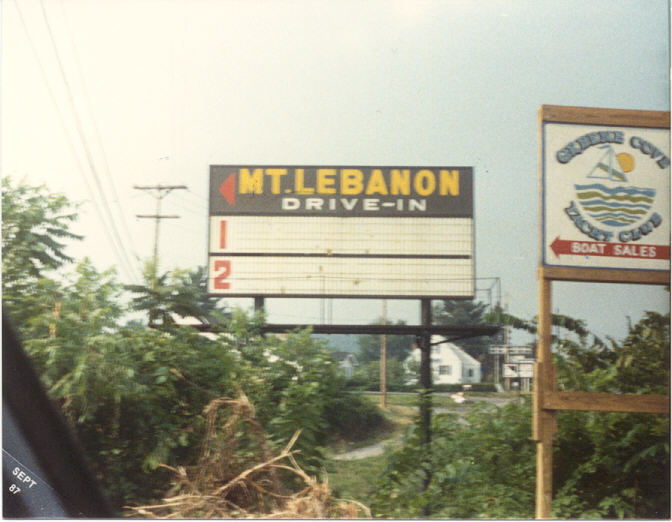 MT. LEBANON
DRIVE-IN
1
2
GREENE COVE
YACHT CLUB
BOAT SALES
SEPT
87